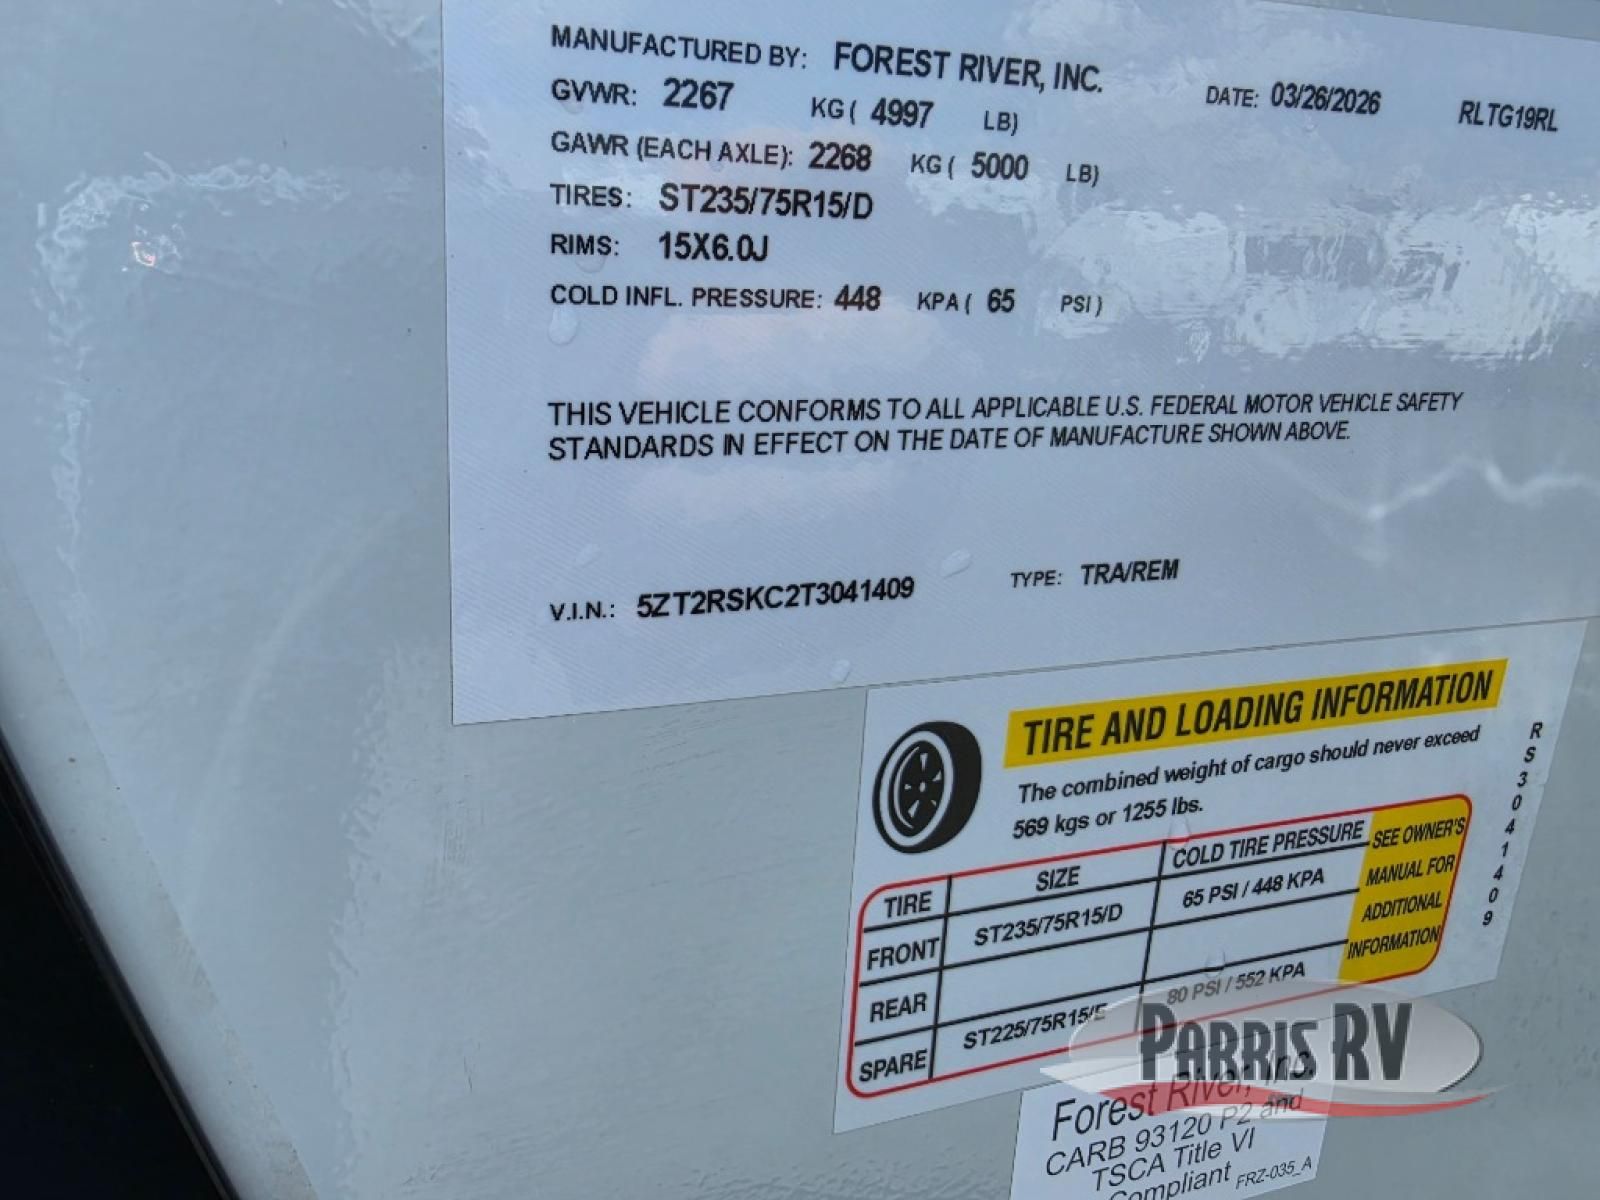 MANUFACTURED BY: FOREST RIVER, INC. DATE: 03/26/2026 RLTG19RL
GVWR: 2267 KG ( 4997 LB)
GAWR (EACH AXLE): 2268 KG ( 5000 LB)
TIRES: ST235/75R15/D
RIMS: 15X6.0J
COLD INFL. PRESSURE: 448 KPA ( 65 PSI )
THIS VEHICLE CONFORMS TO ALL APPLICABLE U.S. FEDERAL MOTOR VEHICLE SAFETY
STANDARDS IN EFFECT ON THE DATE OF MANUFACTURE SHOWN ABOVE.
V.I.N.: 5ZT2RSKC2T3041409 TYPE: TRA/REM
TIRE AND LOADING INFORMATION
The combined weight of cargo should never exceed
569 kgs or 1255 lbs.
TIRE SIZE COLD TIRE PRESSURE
FRONT ST235/75R15/D 65 PSI / 448 KPA
REAR
SPARE ST225/75R15/E 80 PSI / 552 KPA
SEE OWNER'S
MANUAL FOR
ADDITIONAL
INFORMATION
RS3041409
PARRIS RV
Forest River, Inc.
CARB 93120 P2 and
TSCA Title VI
Compliant FRZ-035_A